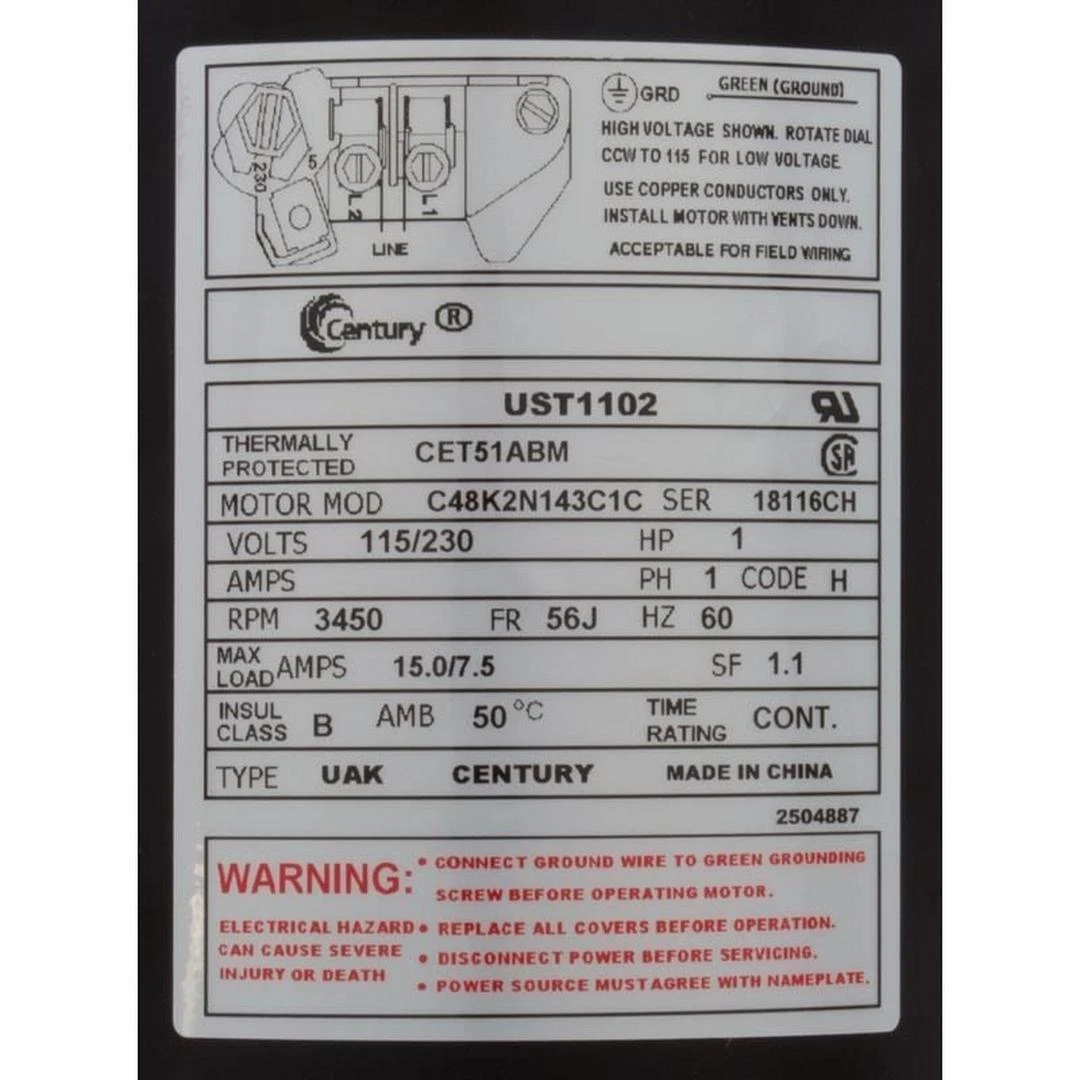 GRD GREEN (GROUND)
HIGH VOLTAGE SHOWN. ROTATE DIAL
CCW TO 115 FOR LOW VOLTAGE
USE COPPER CONDUCTORS ONLY.
INSTALL MOTOR WITH VENTS DOWN.
ACCEPTABLE FOR FIELD WIRING
5
230
L2 L1
LINE
Century ®
UST1102
THERMALLY
PROTECTED CET51ABM
MOTOR MOD C48K2N143C1C SER 18116CH
VOLTS 115/230 HP 1
AMPS PH 1 CODE H
RPM 3450 FR 56J HZ 60
MAX
LOAD AMPS 15.0/7.5 SF 1.1
INSUL
CLASS B AMB 50°C TIME
RATING CONT.
TYPE UAK CENTURY MADE IN CHINA
2504887
WARNING:
ELECTRICAL HAZARD
CAN CAUSE SEVERE
INJURY OR DEATH
• CONNECT GROUND WIRE TO GREEN GROUNDING
SCREW BEFORE OPERATING MOTOR.
• REPLACE ALL COVERS BEFORE OPERATION.
• DISCONNECT POWER BEFORE SERVICING.
• POWER SOURCE MUST AGREE WITH NAMEPLATE.